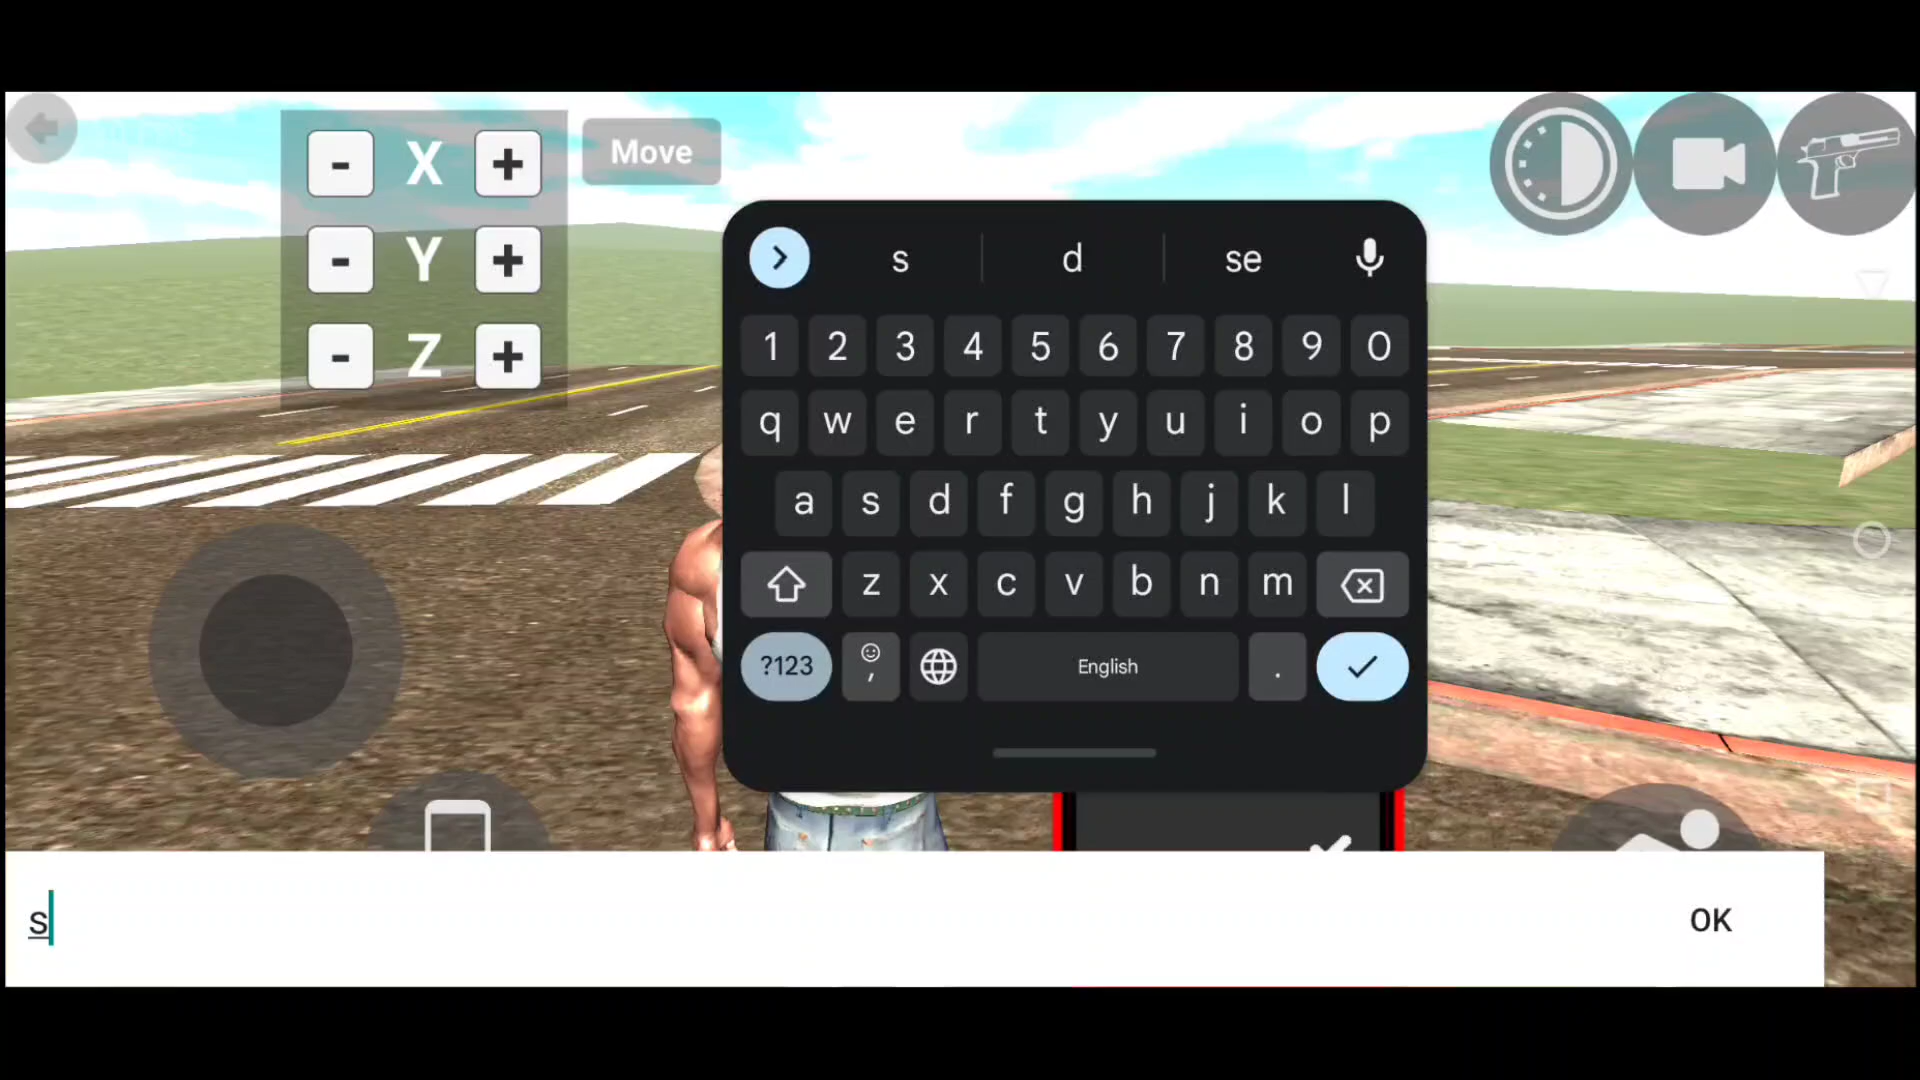 - X +
Move
- Y +
- Z +
s d se
1 2 3 4 5 6 7 8 9 0
q w e r t y u i o p
a s d f g h j k l
z x c v b n m
?123 , English .
s
OK